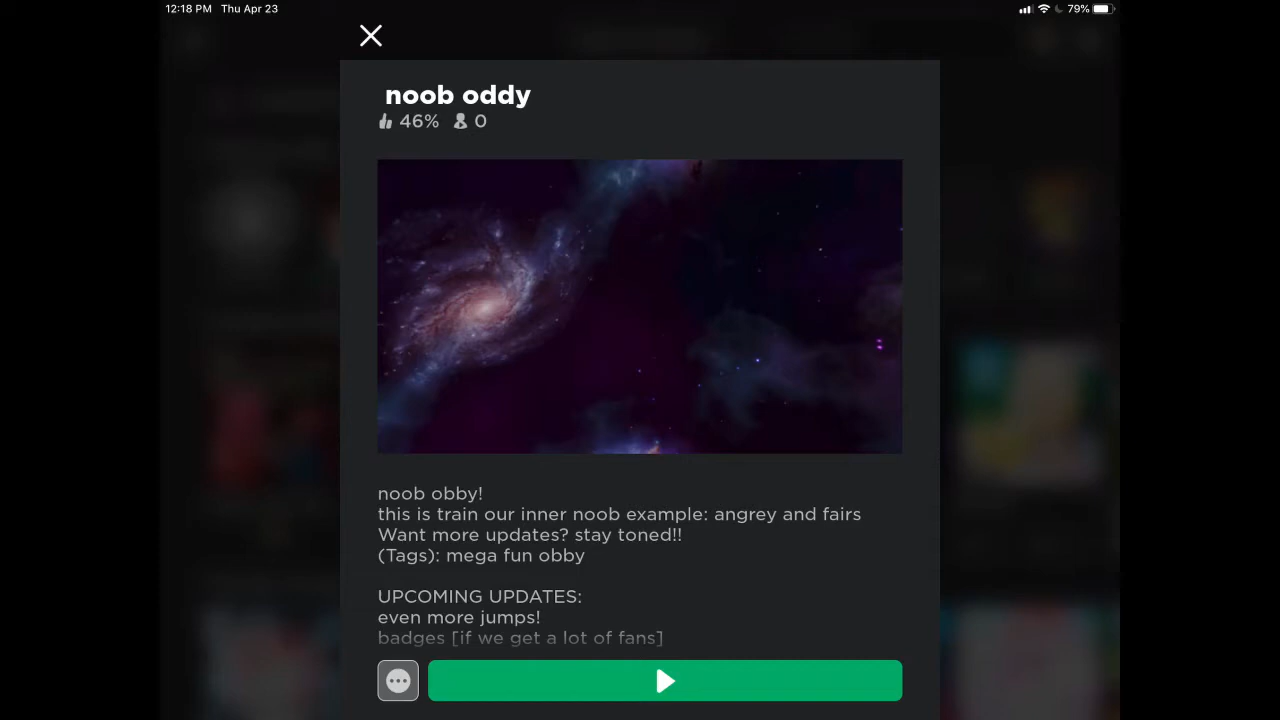 12:18 PM Thu Apr 23
79%
noob oddy
46% 0
noob obby!
this is train our inner noob example: angrey and fairs
Want more updates? stay toned!!
(Tags): mega fun obby
UPCOMING UPDATES:
even more jumps!
badges [if we get a lot of fans]